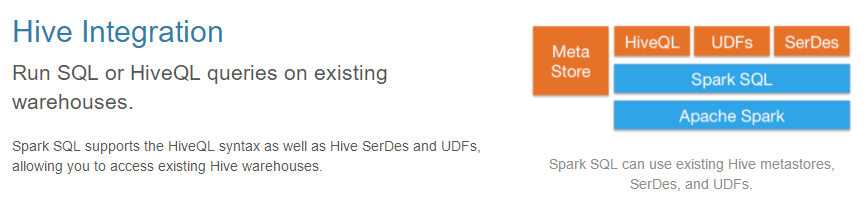 Hive Integration
Run SQL or HiveQL queries on existing
warehouses.
Spark SQL supports the HiveQL syntax as well as Hive SerDes and UDFs,
allowing you to access existing Hive warehouses.
Meta
Store
HiveQL
UDFs
SerDes
Spark SQL
Apache Spark
Spark SQL can use existing Hive metastores,
SerDes, and UDFs.